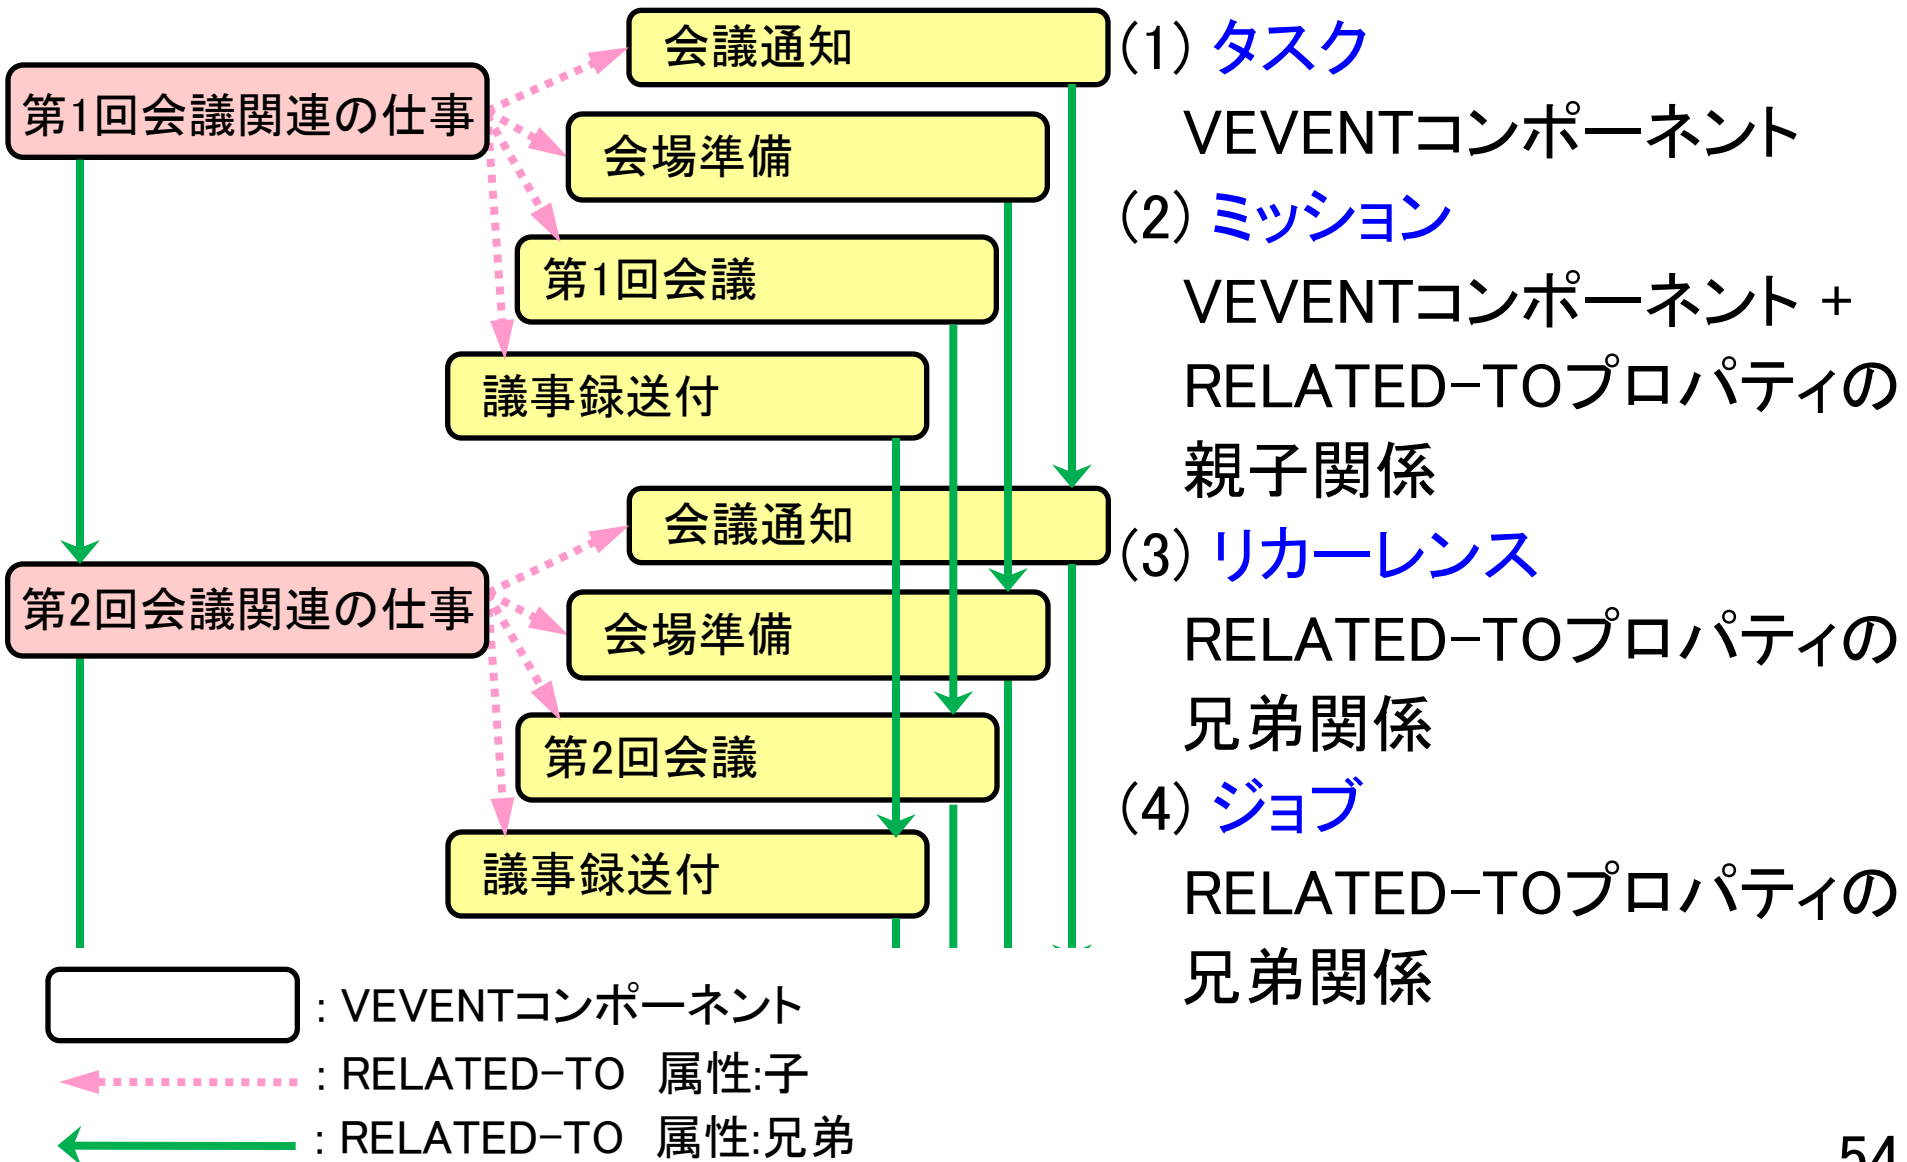 第1回会議関連の仕事
会議通知
会場準備
第1回会議
議事録送付
第2回会議関連の仕事
会議通知
会場準備
第2回会議
議事録送付
: VEVENTコンポーネント
: RELATED-TO 属性:子
: RELATED-TO 属性:兄弟
(1) タスク
VEVENTコンポーネント
(2) ミッション
VEVENTコンポーネント +
RELATED-TOプロパティの
親子関係
(3) リカーレンス
RELATED-TOプロパティの
兄弟関係
(4) ジョブ
RELATED-TOプロパティの
兄弟関係
54